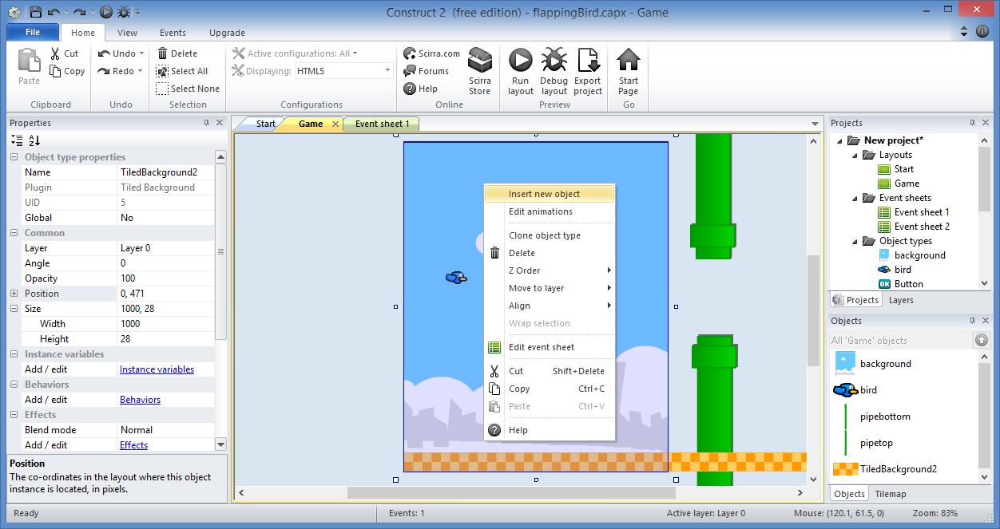 Construct 2 (free edition) - flappingBird.capx - Game
File Home View Events Upgrade
Paste Cut Copy
Clipboard
Undo Redo
Undo
Delete
Select All
Select None
Selection
Active configurations: All
Displaying: HTML5
Configurations
Scirra.com
Forums
Help
Scirra Store
Online
Run layout Debug layout Export project
Preview
Start Page
Go
Properties
Object type properties
Name TiledBackground2
Plugin Tiled Background
UID 5
Global No
Common
Layer Layer 0
Angle 0
Opacity 100
Position 0, 471
Size 1000, 28
Width 1000
Height 28
Instance variables
Add / edit Instance variables
Behaviors
Add / edit Behaviors
Effects
Blend mode Normal
Add / edit Effects
Position
The co-ordinates in the layout where this object
instance is located, in pixels.
Start Game Event sheet 1
Insert new object
Edit animations
Clone object type
Delete
Z Order
Move to layer
Align
Wrap selection
Edit event sheet
Cut Shift+Delete
Copy Ctrl+C
Paste Ctrl+V
Help
Projects
New project*
Layouts
Start
Game
Event sheets
Event sheet 1
Event sheet 2
Object types
background
bird
OK Button
Projects Layers
Objects
All 'Game' objects
background
bird
pipebottom
pipetop
TiledBackground2
Objects Tilemap
Ready Events: 1 Active layer: Layer 0 Mouse: (120.1, 61.5, 0) Zoom: 83%